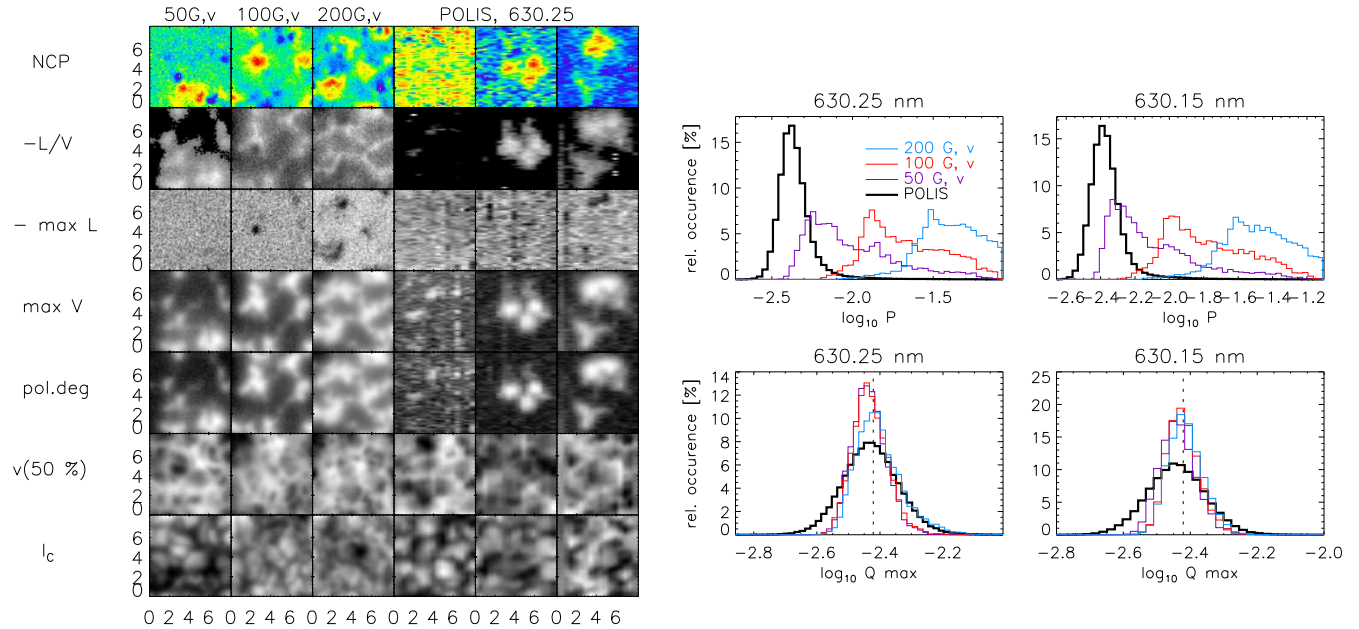 50G,v 100G,v 200G,v POLIS, 630.25
NCP
6
4
2
0
−L/V
6
4
2
0
− max L
6
4
2
0
max V
6
4
2
0
pol.deg
6
4
2
0
v(50 %)
6
4
2
0
I_C
6
4
2
0
0 2 4 6 0 2 4 6 0 2 4 6 0 2 4 6 0 2 4 6 0 2 4 6
630.25 nm
rel. occurence [%]
15
10
5
0
200 G, v
100 G, v
50 G, v
POLIS
−2.5 −2.0 −1.5
log₁₀ P
630.15 nm
15
10
5
0
−2.6−2.4−2.2−2.0−1.8−1.6−1.4−1.2
log₁₀ P
630.25 nm
rel. occurence [%]
14
12
10
8
6
4
2
0
−2.8 −2.6 −2.4 −2.2
log₁₀ Q max
630.15 nm
25
20
15
10
5
0
−2.8 −2.6 −2.4 −2.2 −2.0
log₁₀ Q max